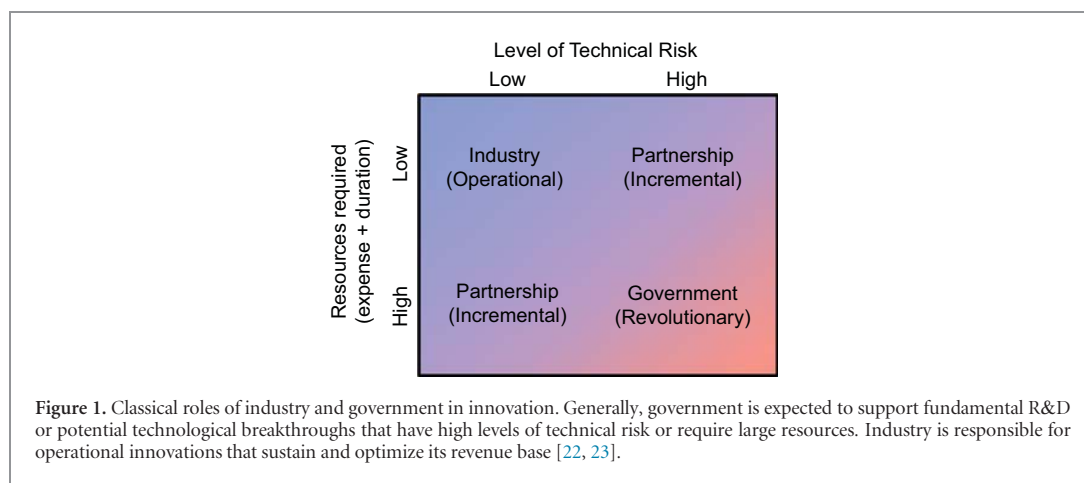 Level of Technical Risk
Low High
Resources required
(expense + duration)
Low
High
Industry
(Operational)
Partnership
(Incremental)
Partnership
(Incremental)
Government
(Revolutionary)
Figure 1. Classical roles of industry and government in innovation. Generally, government is expected to support fundamental R&D
or potential technological breakthroughs that have high levels of technical risk or require large resources. Industry is responsible for
operational innovations that sustain and optimize its revenue base [22, 23].